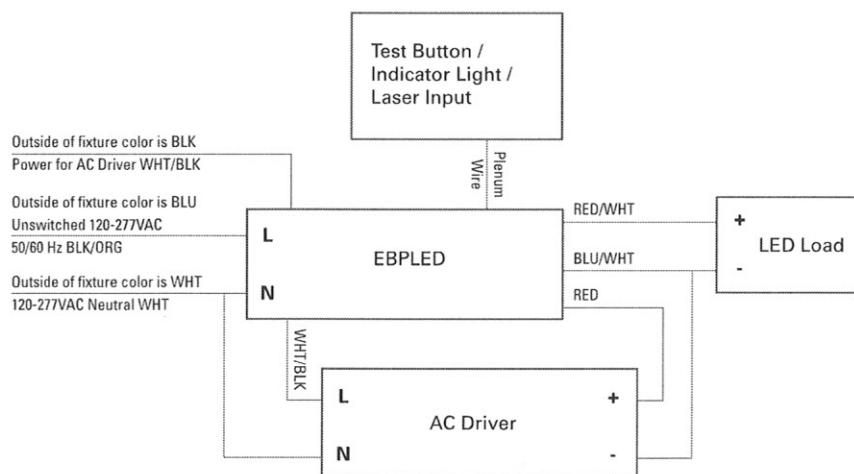 Test Button /
Indicator Light /
Laser Input
Outside of fixture color is BLK
Power for AC Driver WHT/BLK
Plenum
Wire
Outside of fixture color is BLU
Unswitched 120-277VAC
50/60 Hz BLK/ORG
L
EBPLED
RED/WHT
+
LED Load
BLU/WHT
-
Outside of fixture color is WHT
120-277VAC Neutral WHT
N
RED
WHT/BLK
L
+
AC Driver
N
-